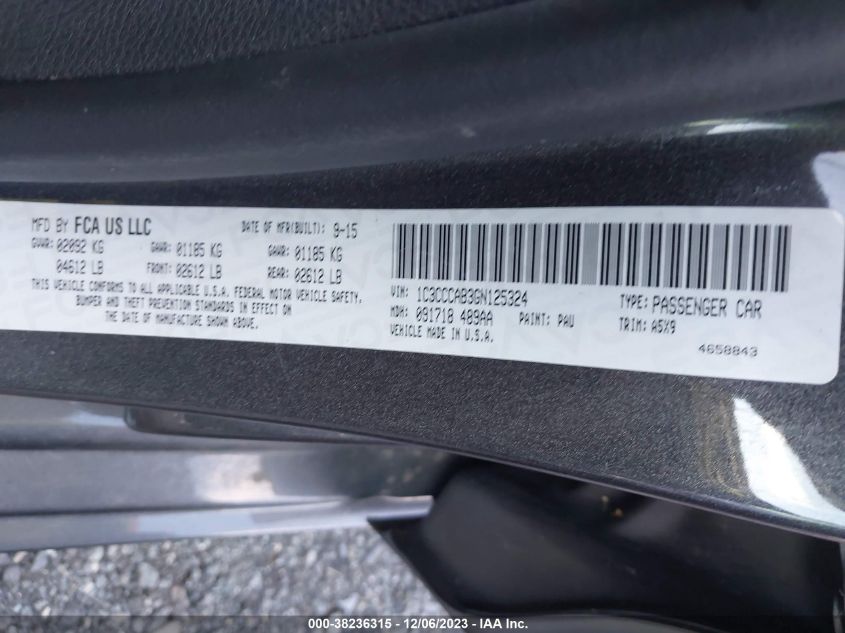 MFD BY FCA US LLC
DATE OF MFR(BUILT): 9-15
GVWR: 02092 KG GAWR: 01185 KG GAWR: 01185 KG
04612 LB FRONT: 02612 LB REAR: 02612 LB
THIS VEHICLE CONFORMS TO ALL APPLICABLE U.S.A. FEDERAL MOTOR VEHICLE SAFETY,
BUMPER AND THEFT PREVENTION STANDARDS IN EFFECT ON
THE DATE OF MANUFACTURE SHOWN ABOVE.
VIN: 1C3CCCAB3GN125324 TYPE: PASSENGER CAR
MDH: 091718 489AA PAINT: PAU TRIM: A5X9
VEHICLE MADE IN U.S.A.
4658843
000-38236315 - 12/06/2023 - IAA Inc.